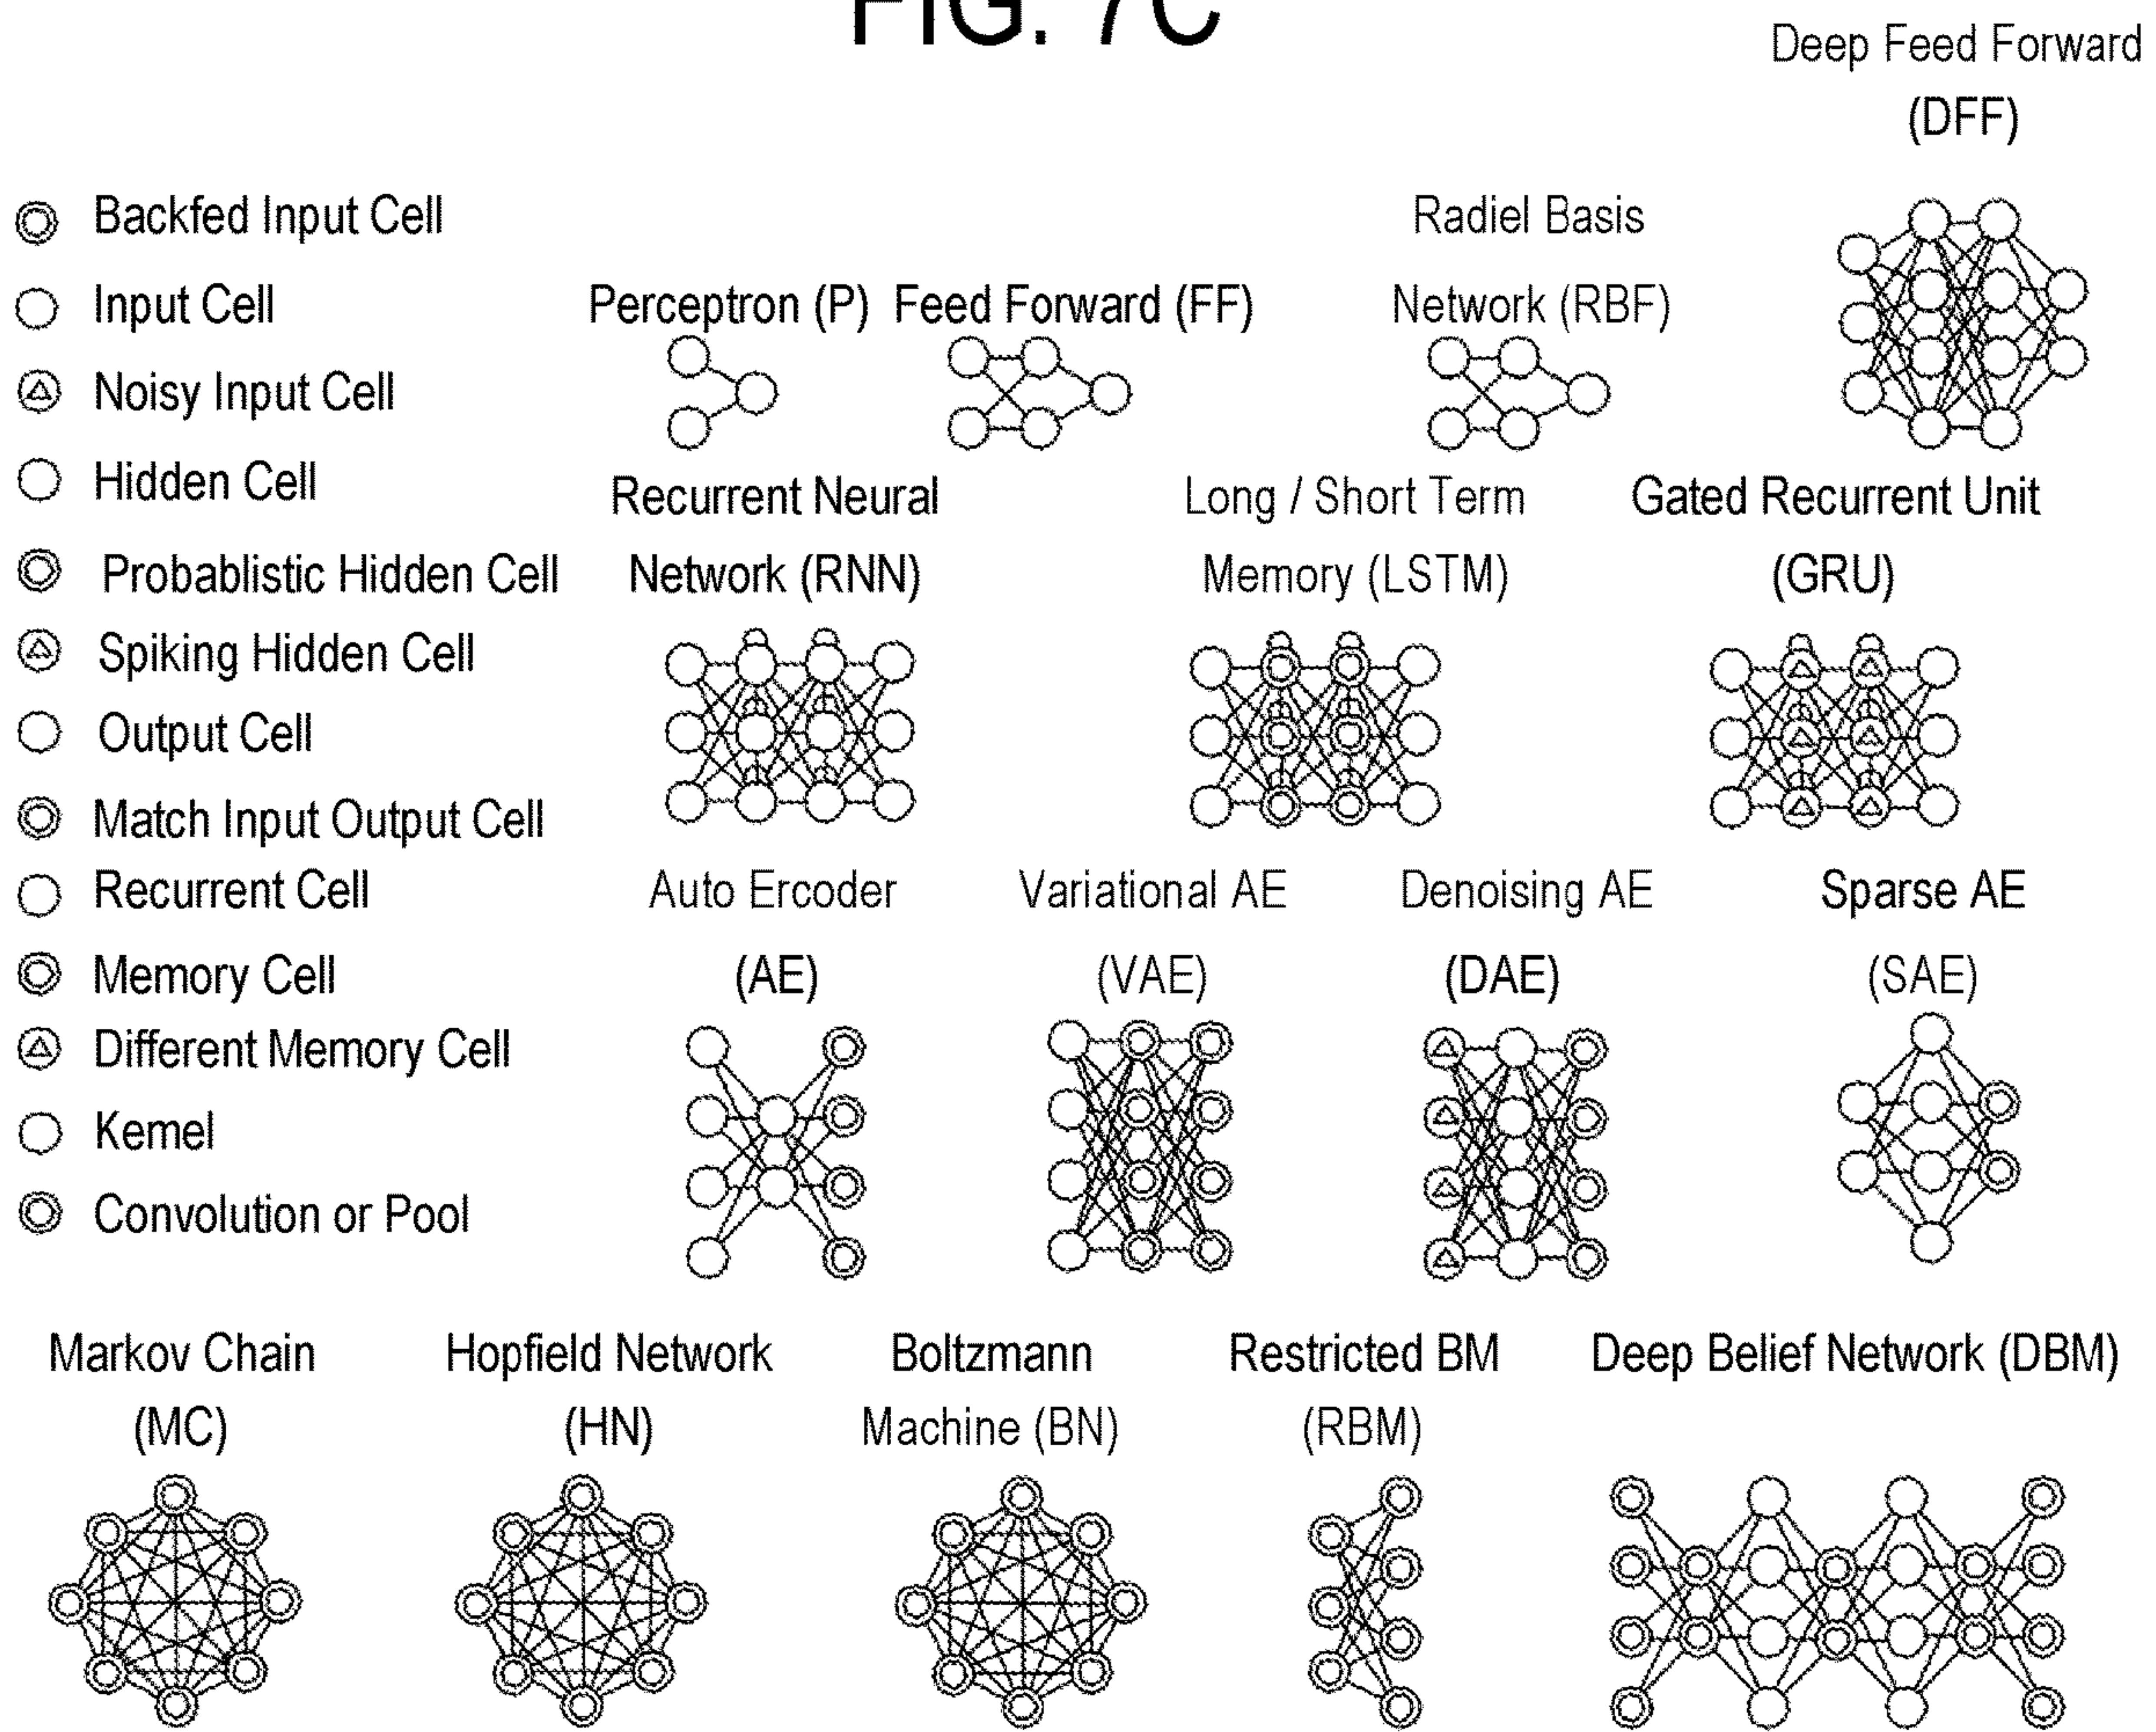 FIG. 7C
Deep Feed Forward
(DFF)
Backfed Input Cell
Input Cell
Noisy Input Cell
Hidden Cell
Probablistic Hidden Cell
Spiking Hidden Cell
Output Cell
Match Input Output Cell
Recurrent Cell
Memory Cell
Different Memory Cell
Kemel
Convolution or Pool
Perceptron (P)
Feed Forward (FF)
Radiel Basis
Network (RBF)
Recurrent Neural
Network (RNN)
Long / Short Term
Memory (LSTM)
Gated Recurrent Unit
(GRU)
Auto Ercoder
(AE)
Variational AE
(VAE)
Denoising AE
(DAE)
Sparse AE
(SAE)
Markov Chain
(MC)
Hopfield Network
(HN)
Boltzmann
Machine (BN)
Restricted BM
(RBM)
Deep Belief Network (DBM)